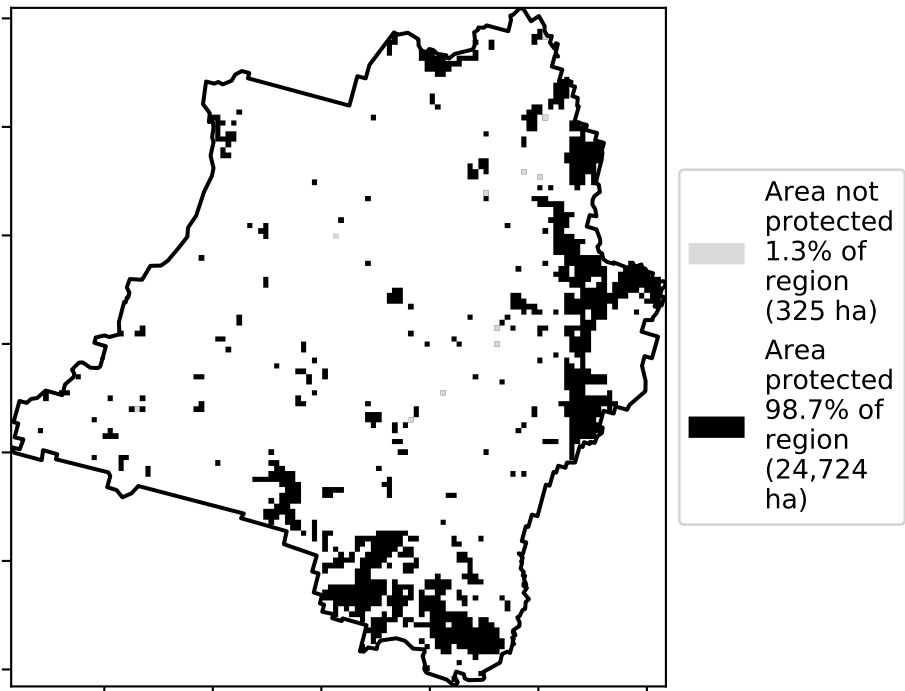 Area not
protected
1.3% of
region
(325 ha)
Area
protected
98.7% of
region
(24,724
ha)